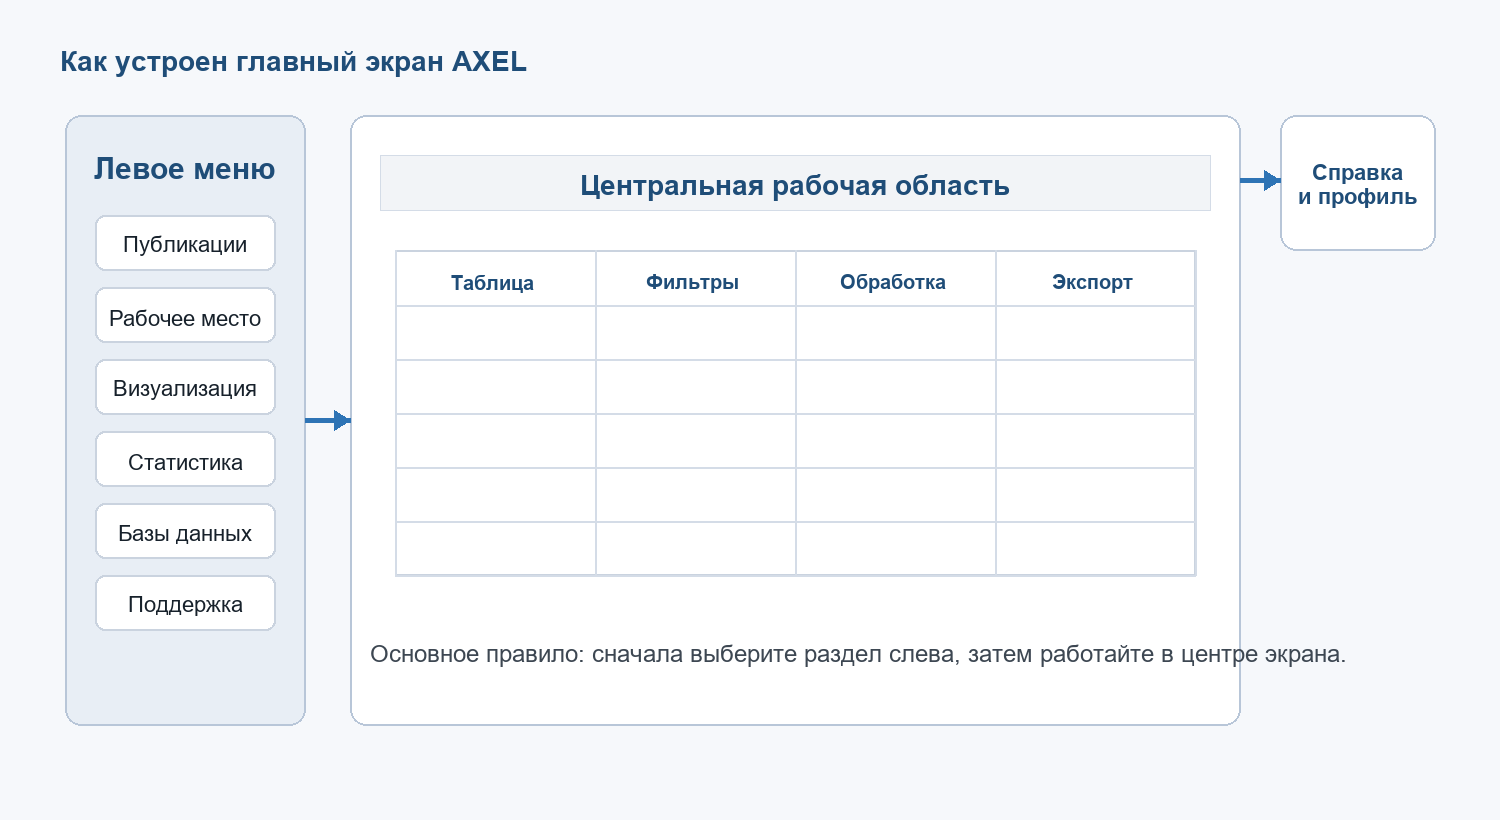 Как устроен главный экран AXEL
Левое меню
Публикации
Рабочее место
Визуализация
Статистика
Базы данных
Поддержка
Центральная рабочая область
Таблица
Фильтры
Обработка
Экспорт
Основное правило: сначала выберите раздел слева, затем работайте в центре экрана.
Справка
и профиль